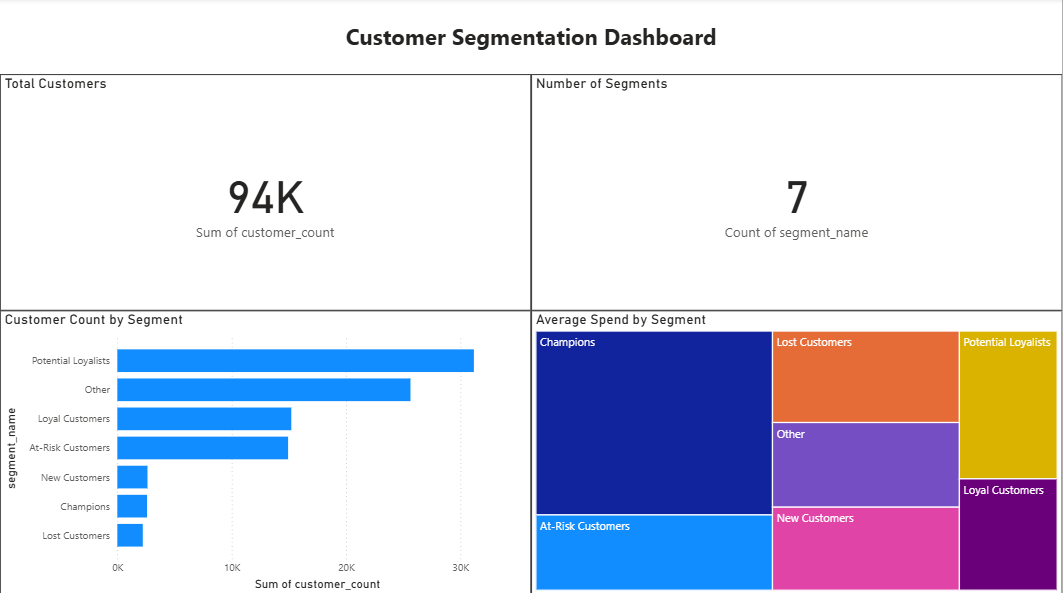 Customer Segmentation Dashboard
Total Customers
94K
Sum of customer_count
Number of Segments
7
Count of segment_name
Customer Count by Segment
segment_name
Potential Loyalists
Other
Loyal Customers
At-Risk Customers
New Customers
Champions
Lost Customers
0K 10K 20K 30K
Sum of customer_count
Average Spend by Segment
Champions
At-Risk Customers
Lost Customers
Other
New Customers
Potential Loyalists
Loyal Customers